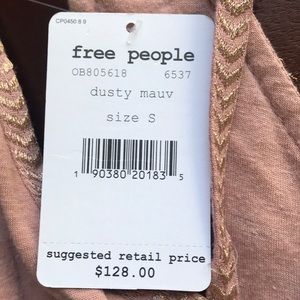 CP0450 8 9
free people
OB805618 6537
dusty mauv
size S
1 90380 20183 5
suggested retail price
$128.00